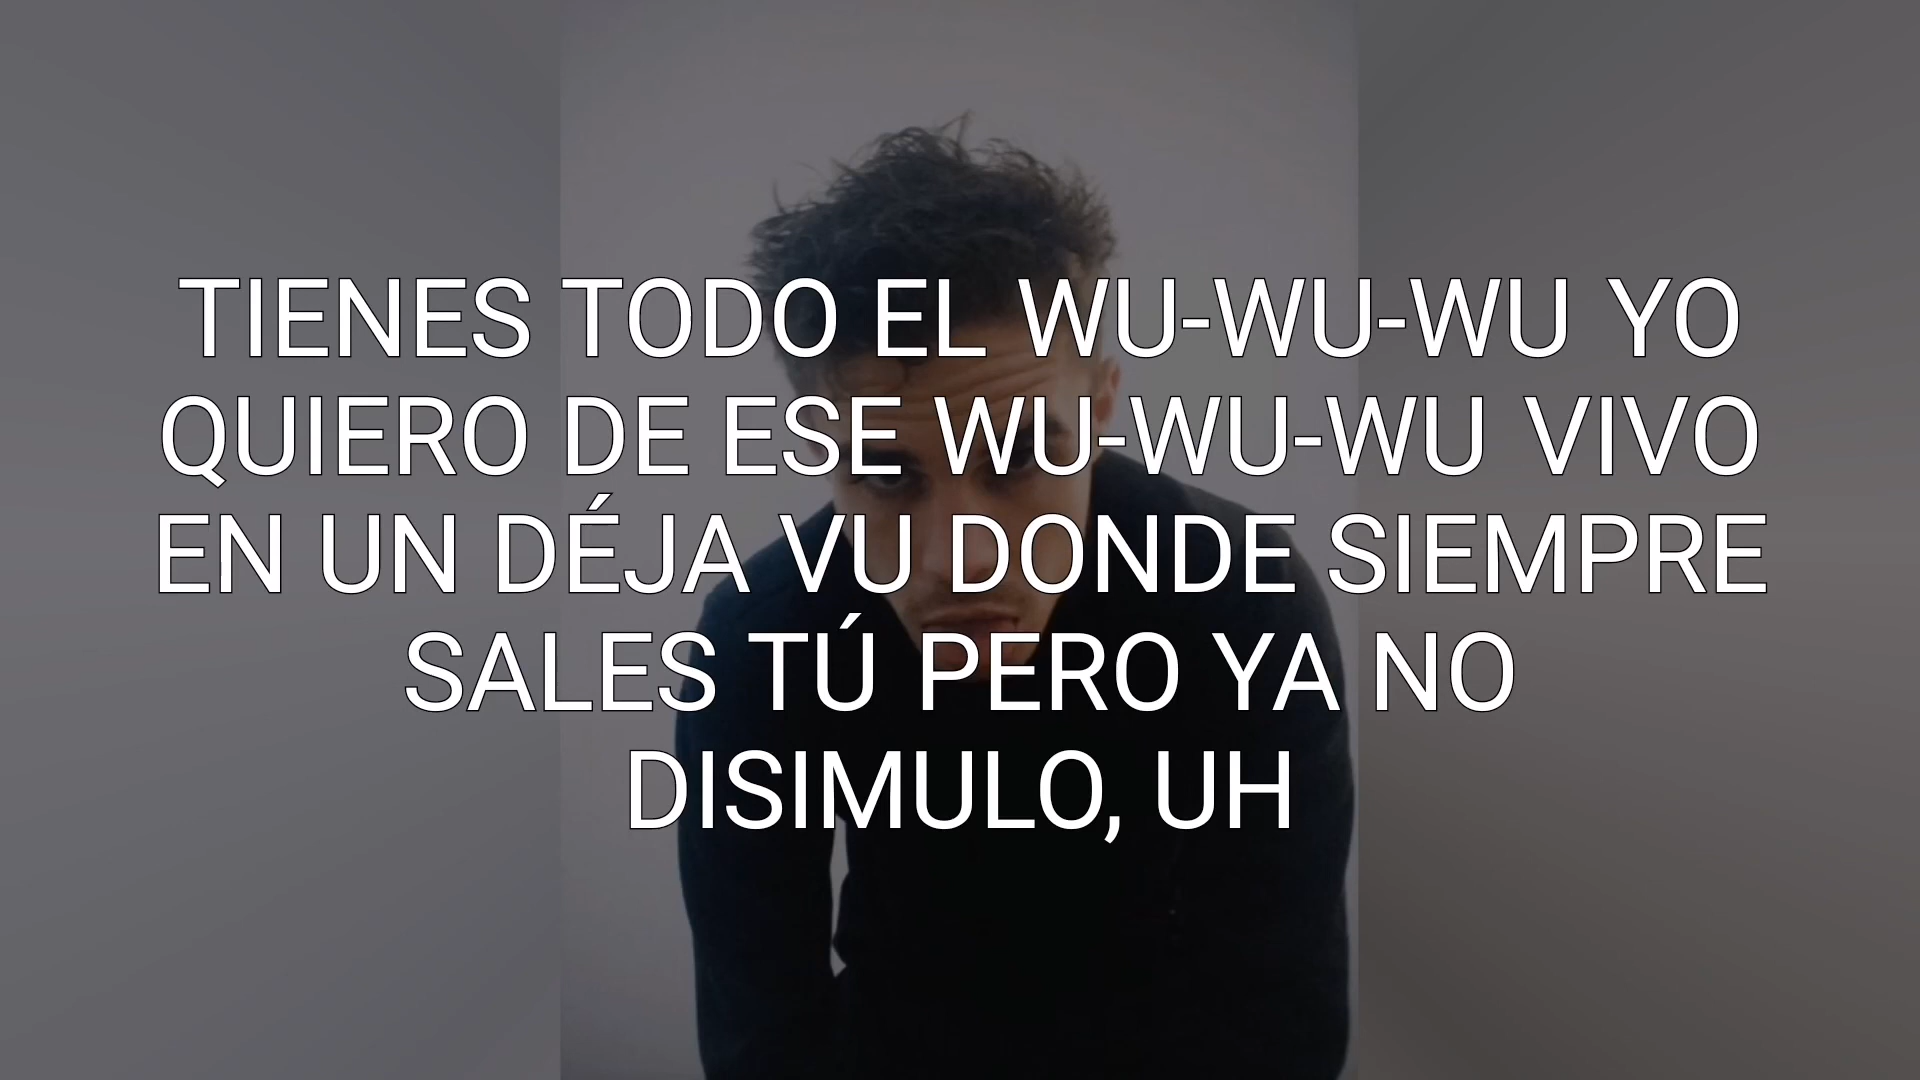 TIENES TODO EL WU-WU-WU YO
QUIERO DE ESE WU-WU-WU VIVO
EN UN DÉJA VU DONDE SIEMPRE
SALES TÚ PERO YA NO
DISIMULO, UH